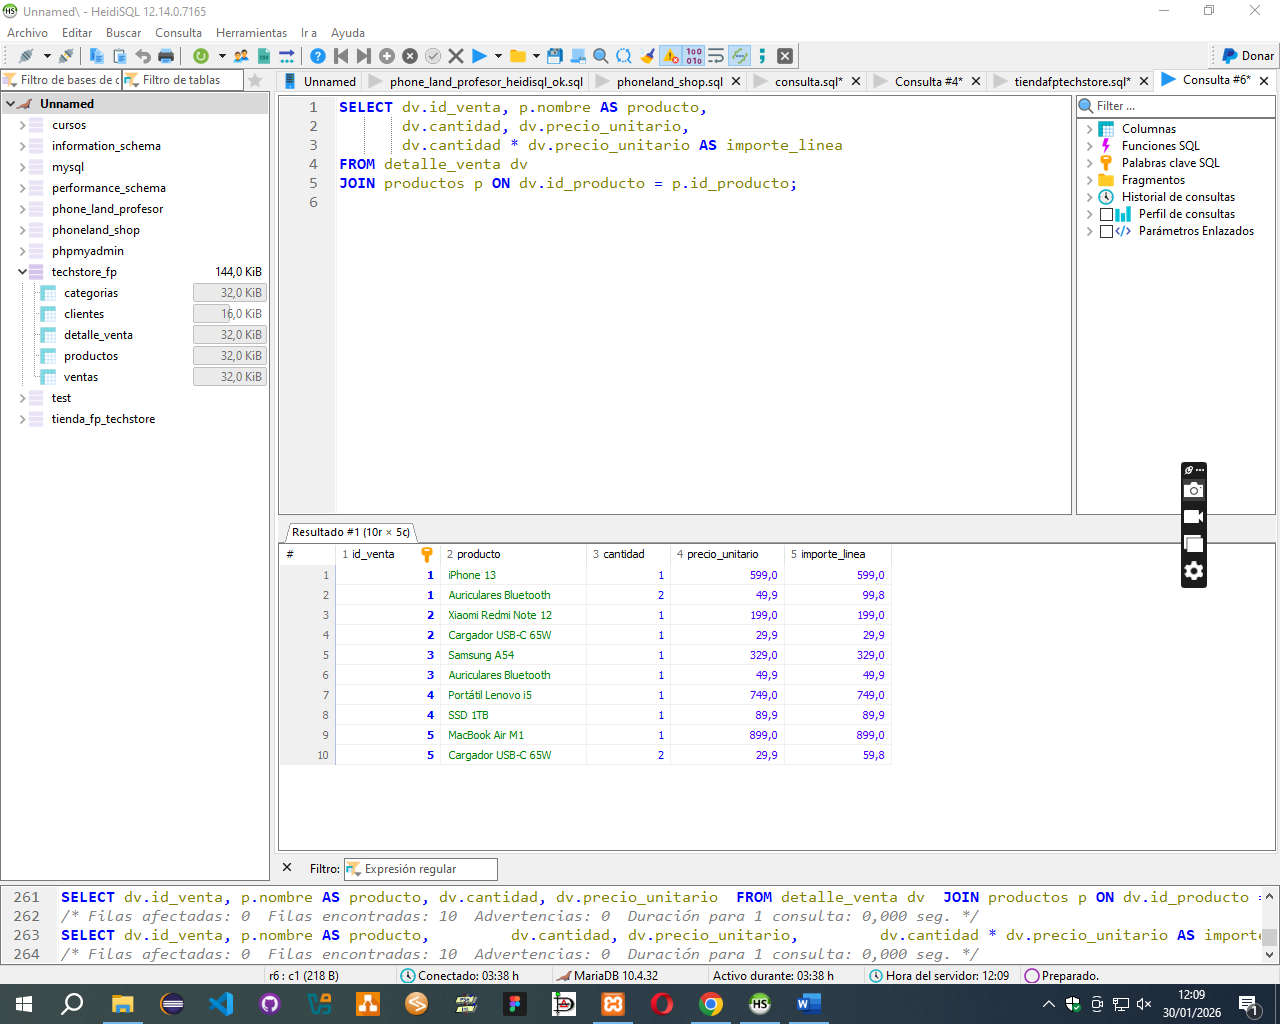 Unnamed\ - HeidiSQL 12.14.0.7165
Archivo Editar Buscar Consulta Herramientas Ir a Ayuda
Donar
Filtro de bases de d Filtro de tablas
Unnamed phone_land_profesor_heidisql_ok.sql phoneland_shop.sql consulta.sql* Consulta #4* tiendafptechstore.sql* Consulta #6*
Unnamed
cursos
information_schema
mysql
performance_schema
phone_land_profesor
phoneland_shop
phpmyadmin
techstore_fp 144,0 KiB
categorias 32,0 KiB
clientes 16,0 KiB
detalle_venta 32,0 KiB
productos 32,0 KiB
ventas 32,0 KiB
test
tienda_fp_techstore
1 SELECT dv.id_venta, p.nombre AS producto,
2 dv.cantidad, dv.precio_unitario,
3 dv.cantidad * dv.precio_unitario AS importe_linea
4 FROM detalle_venta dv
5 JOIN productos p ON dv.id_producto = p.id_producto;
6
Filter ...
Columnas
Funciones SQL
Palabras clave SQL
Fragmentos
Historial de consultas
Perfil de consultas
Parámetros Enlazados
Resultado #1 (10r × 5c)
# 1 id_venta 2 producto 3 cantidad 4 precio_unitario 5 importe_linea
1 1 iPhone 13 1 599,0 599,0
2 1 Auriculares Bluetooth 2 49,9 99,8
3 2 Xiaomi Redmi Note 12 1 199,0 199,0
4 2 Cargador USB-C 65W 1 29,9 29,9
5 3 Samsung A54 1 329,0 329,0
6 3 Auriculares Bluetooth 1 49,9 49,9
7 4 Portátil Lenovo i5 1 749,0 749,0
8 4 SSD 1TB 1 89,9 89,9
9 5 MacBook Air M1 1 899,0 899,0
10 5 Cargador USB-C 65W 2 29,9 59,8
Filtro: Expresión regular
261 SELECT dv.id_venta, p.nombre AS producto, dv.cantidad, dv.precio_unitario FROM detalle_venta dv JOIN productos p ON dv.id_producto =
262 /* Filas afectadas: 0 Filas encontradas: 10 Advertencias: 0 Duración para 1 consulta: 0,000 seg. */
263 SELECT dv.id_venta, p.nombre AS producto, dv.cantidad, dv.precio_unitario, dv.cantidad * dv.precio_unitario AS importe
264 /* Filas afectadas: 0 Filas encontradas: 10 Advertencias: 0 Duración para 1 consulta: 0,000 seg. */
r6 : c1 (218 B) Conectado: 03:38 h MariaDB 10.4.32 Activo durante: 03:38 h Hora del servidor: 12:09 Preparado.
12:09
30/01/2026